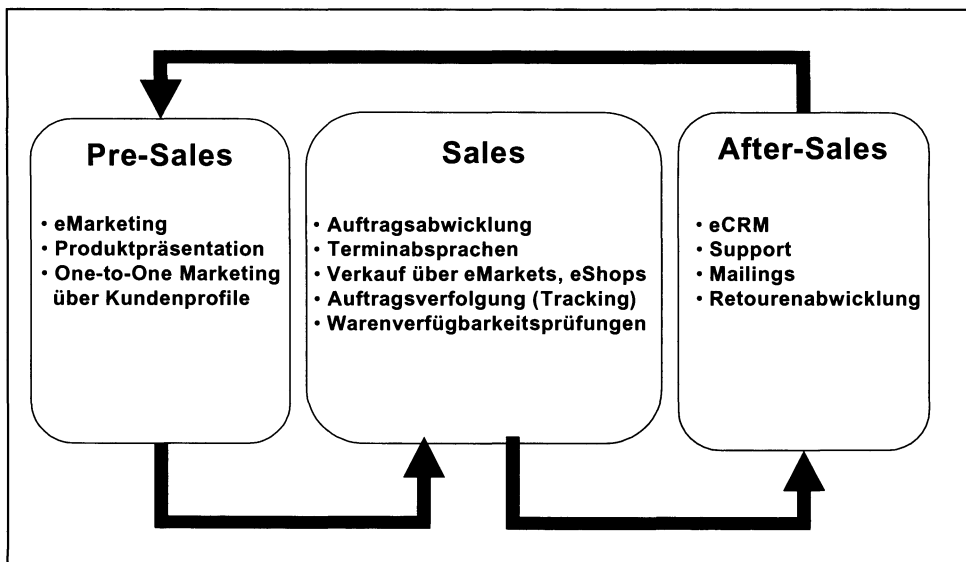 Pre-Sales
• eMarketing
• Produktpräsentation
• One-to-One Marketing
über Kundenprofile
Sales
• Auftragsabwicklung
• Terminabsprachen
• Verkauf über eMarkets, eShops
• Auftragsverfolgung (Tracking)
• Warenverfügbarkeitsprüfungen
After-Sales
• eCRM
• Support
• Mailings
• Retourenabwicklung